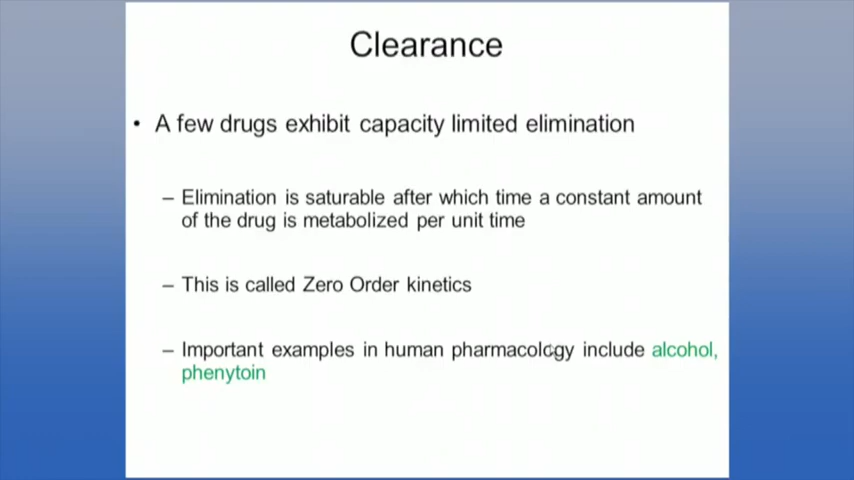 Clearance
• A few drugs exhibit capacity limited elimination
– Elimination is saturable after which time a constant amount
of the drug is metabolized per unit time
– This is called Zero Order kinetics
– Important examples in human pharmacology include alcohol,
phenytoin